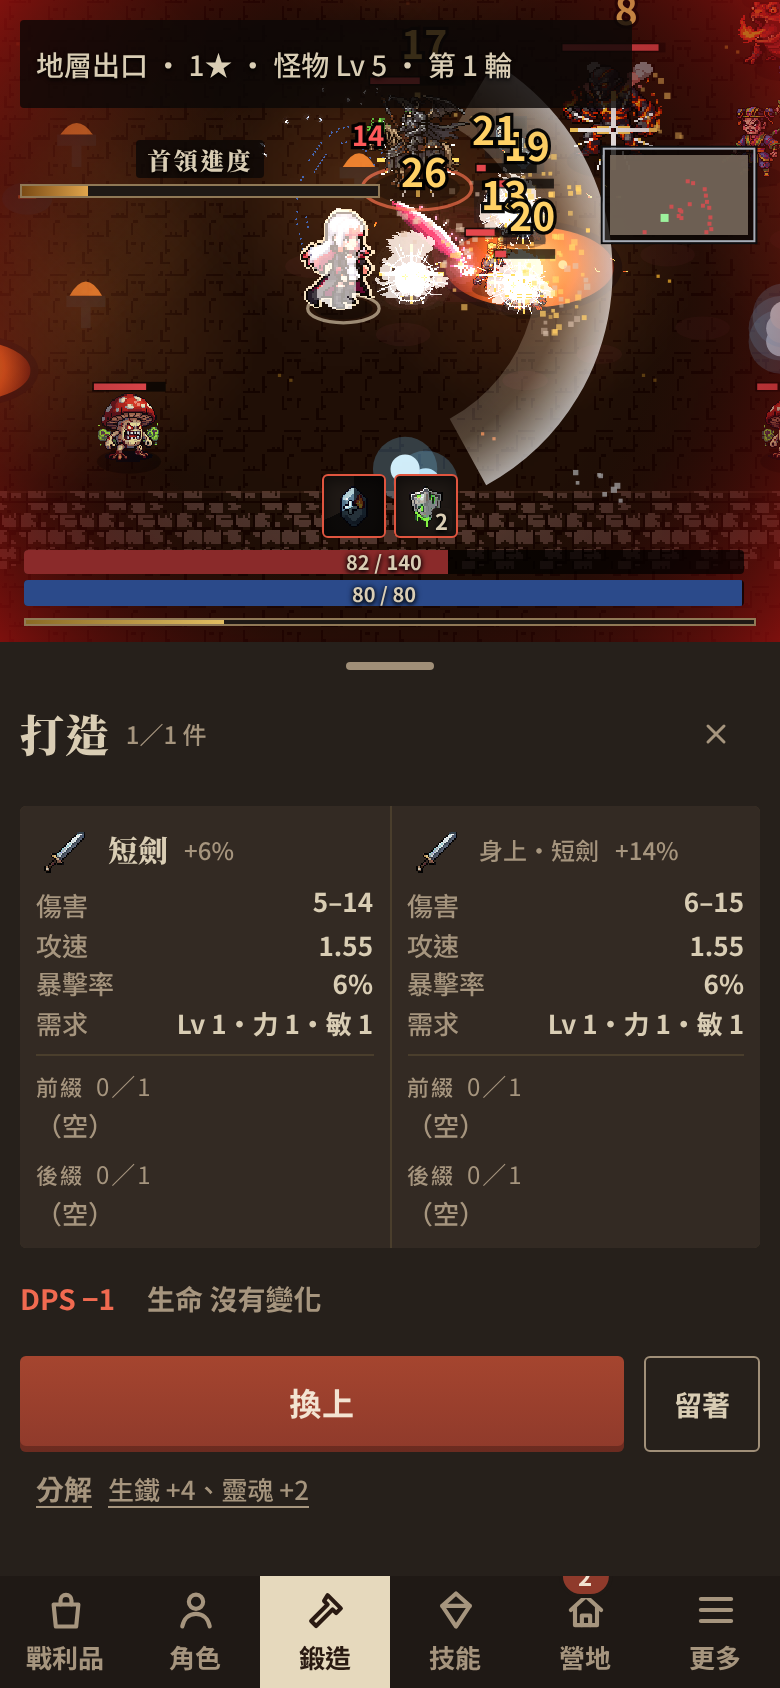 8
17
地層出口 • 1★ • 怪物 Lv 5 • 第 1 輪
14
21
19
首領進度
26
13
20
2
82 / 140
80 / 80
打造 1／1 件
短劍 +6%
傷害 5–14
攻速 1.55
暴擊率 6%
需求 Lv 1・力 1・敏 1
前綴 0／1
（空）
後綴 0／1
（空）
身上・短劍 +14%
傷害 6–15
攻速 1.55
暴擊率 6%
需求 Lv 1・力 1・敏 1
前綴 0／1
（空）
後綴 0／1
（空）
DPS −1 生命 沒有變化
換上
留著
分解 生鐵 +4、靈魂 +2
2
戰利品
角色
鍛造
技能
營地
更多